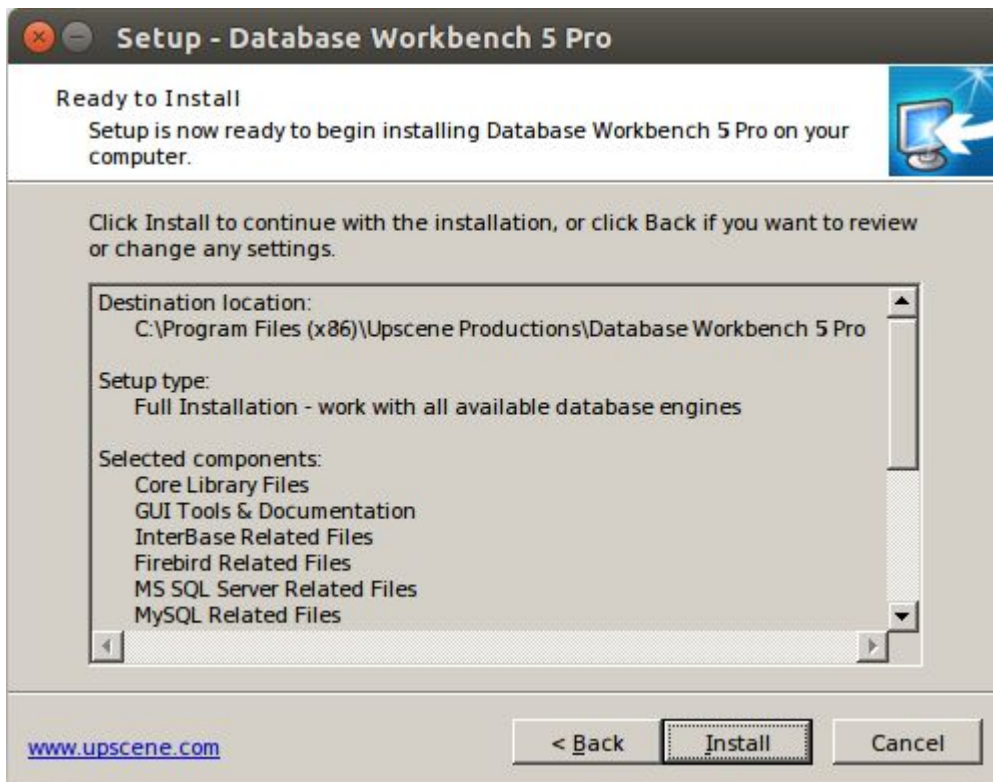 Setup - Database Workbench 5 Pro
Ready to Install
Setup is now ready to begin installing Database Workbench 5 Pro on your
computer.
Click Install to continue with the installation, or click Back if you want to review
or change any settings.
Destination location:
C:\Program Files (x86)\Upscene Productions\Database Workbench 5 Pro
Setup type:
Full Installation - work with all available database engines
Selected components:
Core Library Files
GUI Tools & Documentation
InterBase Related Files
Firebird Related Files
MS SQL Server Related Files
MySQL Related Files
www.upscene.com
< Back
Install
Cancel